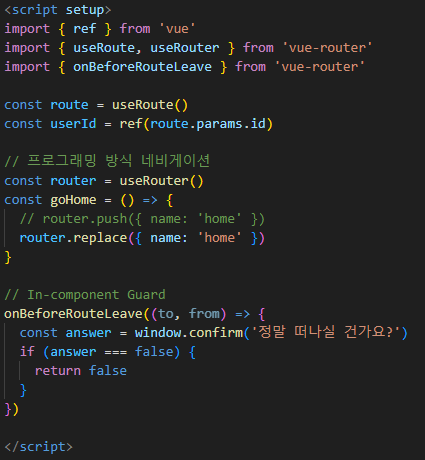 <script setup>
import { ref } from 'vue'
import { useRoute, useRouter } from 'vue-router'
import { onBeforeRouteLeave } from 'vue-router'

const route = useRoute()
const userId = ref(route.params.id)

// 프로그래밍 방식 네비게이션
const router = useRouter()
const goHome = () => {
  // router.push({ name: 'home' })
  router.replace({ name: 'home' })
}

// In-component Guard
onBeforeRouteLeave((to, from) => {
  const answer = window.confirm('정말 떠나실 건가요?')
  if (answer === false) {
    return false
  }
})

</script>